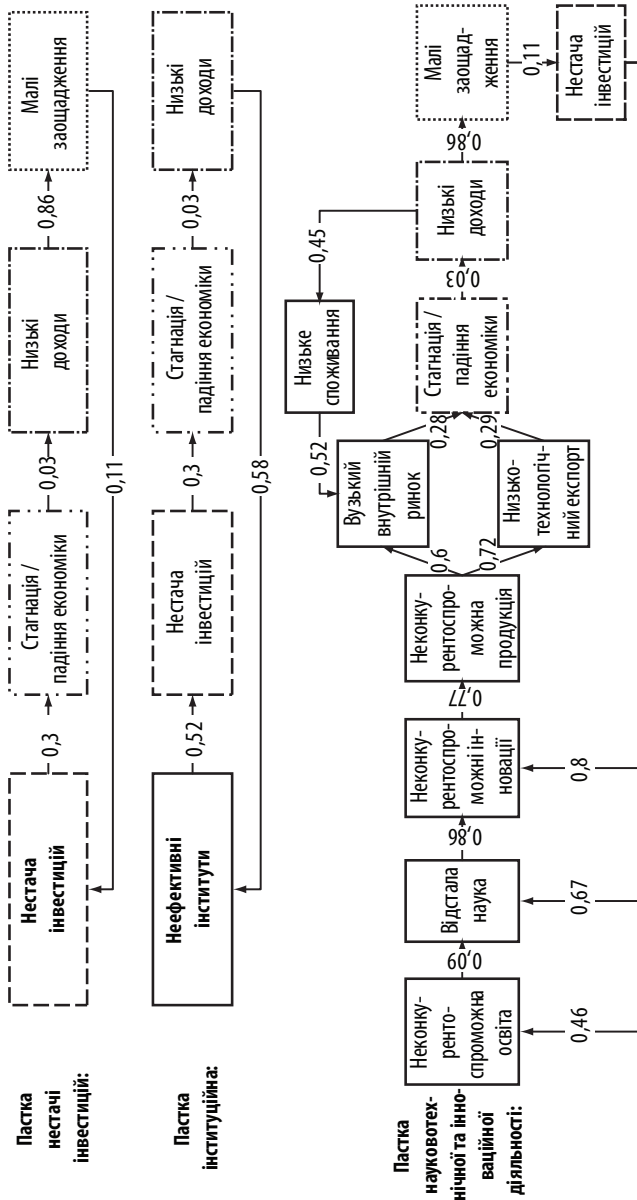 Пастка
нестачі
інвестицій:
Нестача
інвестицій
0,3
Стагнація /
падіння економіки
0,03
Низькі
доходи
0,86
Малі
заощадження
0,11
Пастка
інституційна:
Неефективні
інститути
0,52
Нестача
інвестицій
0,3
Стагнація /
падіння економіки
0,03
Низькі
доходи
0,58
Пастка
науковотех-
нічної та інно-
ваційної
діяльності:
Неконку-
ренто-
спроможна
освіта
0,09
Відстала
наука
0,86
Неконку-
рентоспро-
можні ін-
новації
0,77
Неконку-
рентоспро-
можна
продукція
0,6
0,72
Вузький
внутрішній
ринок
Низько-
технологіч-
ний експорт
0,28
0,29
0,52
Низьке
споживання
0,45
Стагнація /
падіння
економіки
0,03
Низькі
доходи
0,86
Малі
заощад-
ження
0,11
Нестача
інвестицій
0,46
0,67
0,8